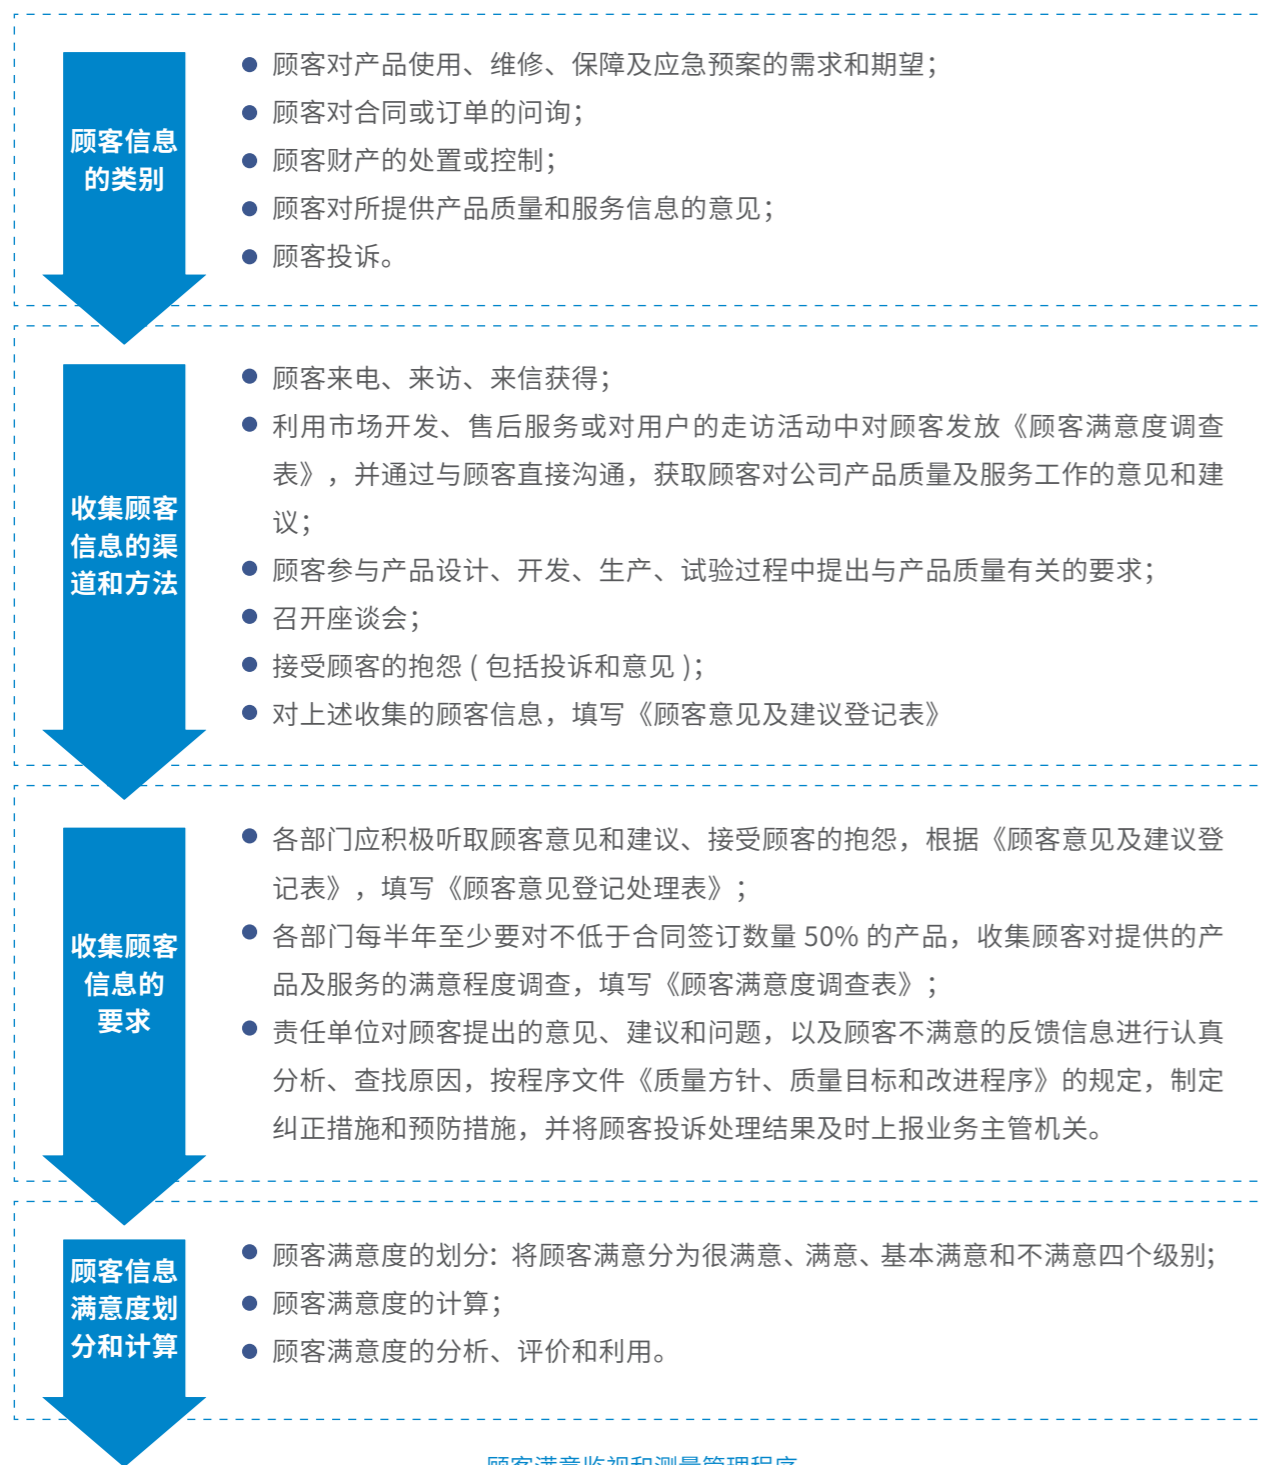 顾客信息
的类别
● 顾客对产品使用、维修、保障及应急预案的需求和期望；
● 顾客对合同或订单的问询；
● 顾客财产的处置或控制；
● 顾客对所提供产品质量和服务信息的意见；
● 顾客投诉。
收集顾客
信息的渠
道和方法
● 顾客来电、来访、来信获得；
● 利用市场开发、售后服务或对用户的走访活动中对顾客发放《顾客满意度调查
表》，并通过与顾客直接沟通，获取顾客对公司产品质量及服务工作的意见和建
议；
● 顾客参与产品设计、开发、生产、试验过程中提出与产品质量有关的要求；
● 召开座谈会；
● 接受顾客的抱怨 ( 包括投诉和意见 )；
● 对上述收集的顾客信息，填写《顾客意见及建议登记表》
收集顾客
信息的
要求
● 各部门应积极听取顾客意见和建议、接受顾客的抱怨，根据《顾客意见及建议登
记表》，填写《顾客意见登记处理表》；
● 各部门每半年至少要对不低于合同签订数量 50% 的产品，收集顾客对提供的产
品及服务的满意程度调查，填写《顾客满意度调查表》；
● 责任单位对顾客提出的意见、建议和问题，以及顾客不满意的反馈信息进行认真
分析、查找原因，按程序文件《质量方针、质量目标和改进程序》的规定，制定
纠正措施和预防措施，并将顾客投诉处理结果及时上报业务主管机关。
顾客信息
满意度划
分和计算
● 顾客满意度的划分：将顾客满意分为很满意、满意、基本满意和不满意四个级别；
● 顾客满意度的计算；
● 顾客满意度的分析、评价和利用。
顾客满意监视和测量管理程序